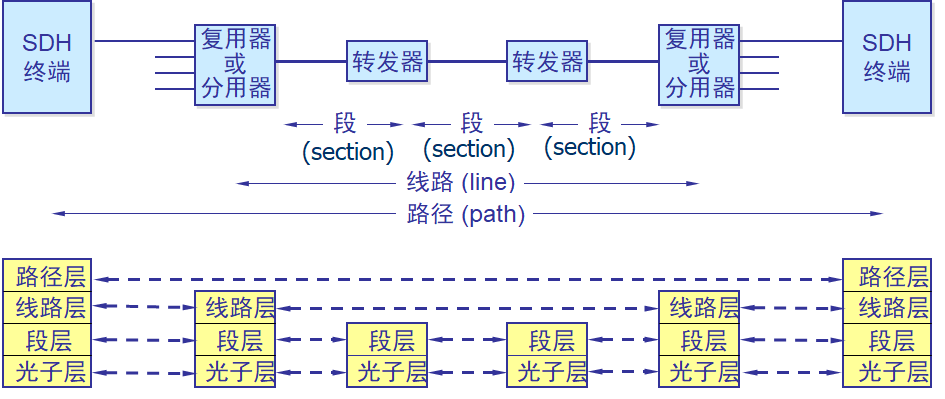 SDH
终端
复用器
或
分用器
转发器
转发器
复用器
或
分用器
SDH
终端
段
(section)
段
(section)
段
(section)
线路 (line)
路径 (path)
路径层
线路层
段层
光子层
线路层
段层
光子层
段层
光子层
段层
光子层
线路层
段层
光子层
路径层
线路层
段层
光子层